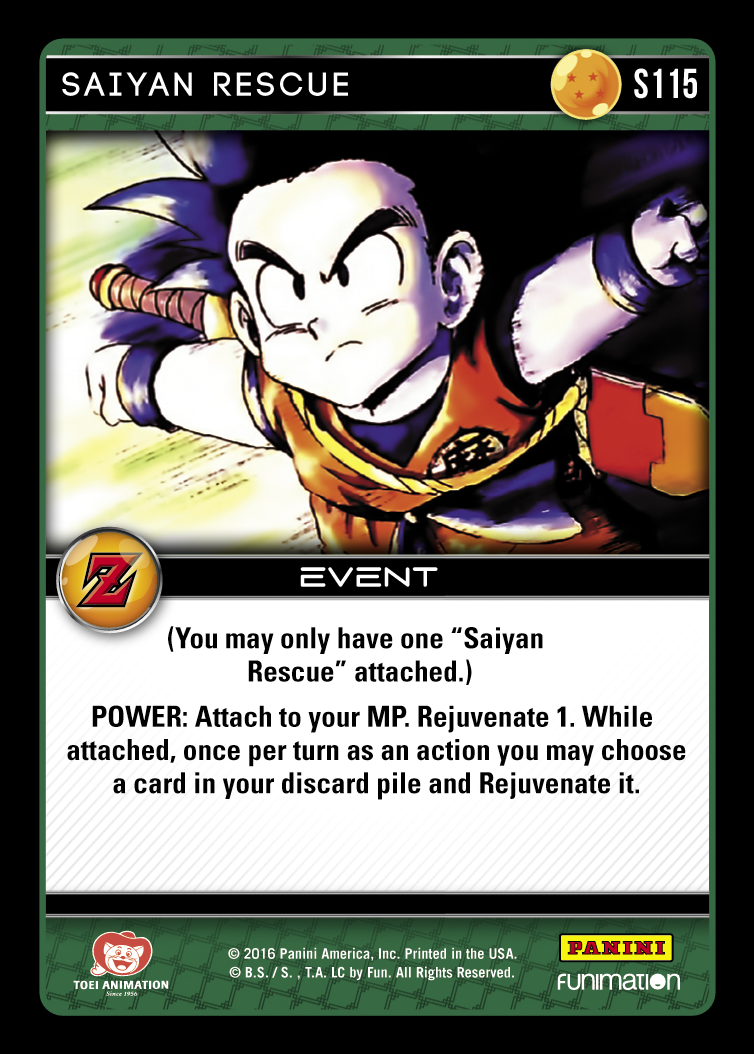 SAIYAN RESCUE
S115
Z
EVENT
(You may only have one “Saiyan
Rescue” attached.)
POWER: Attach to your MP. Rejuvenate 1. While
attached, once per turn as an action you may choose
a card in your discard pile and Rejuvenate it.
TOEI ANIMATION
Since 1956
© 2016 Panini America, Inc. Printed in the USA.
© B.S. / S. , T.A. LC by Fun. All Rights Reserved.
PANINI
FUNIMATION